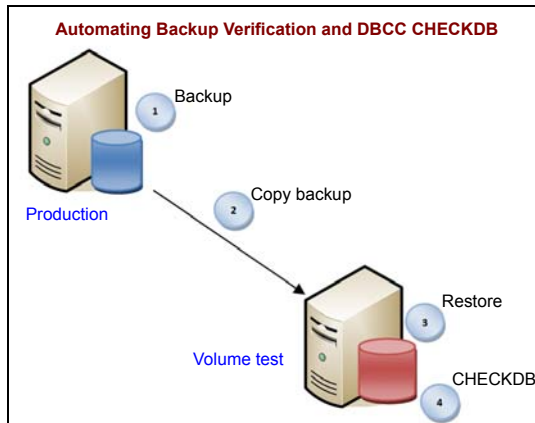 Automating Backup Verification and DBCC CHECKDB
1 Backup
Production
2 Copy backup
3 Restore
Volume test
4 CHECKDB